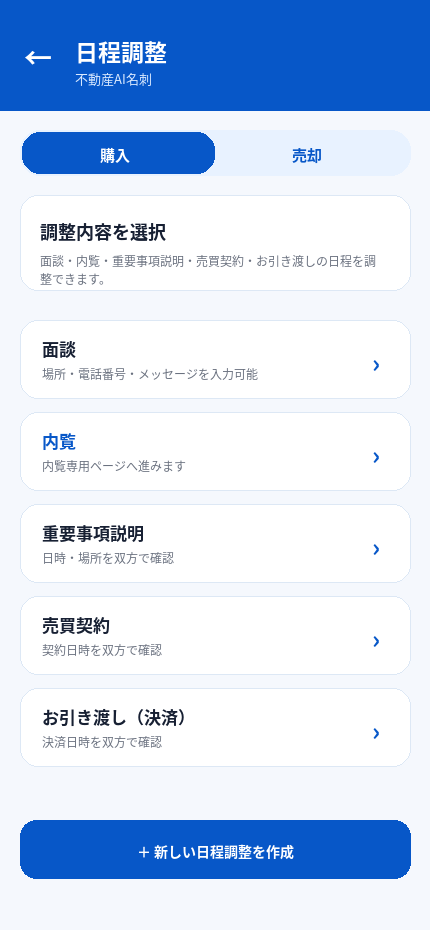 ←
日程調整
不動産AI名刺
購入
売却
調整内容を選択
面談・内覧・重要事項説明・売買契約・お引き渡しの日程を調
整できます。
面談
場所・電話番号・メッセージを入力可能
›
内覧
内覧専用ページへ進みます
›
重要事項説明
日時・場所を双方で確認
›
売買契約
契約日時を双方で確認
›
お引き渡し（決済）
決済日時を双方で確認
›
＋ 新しい日程調整を作成